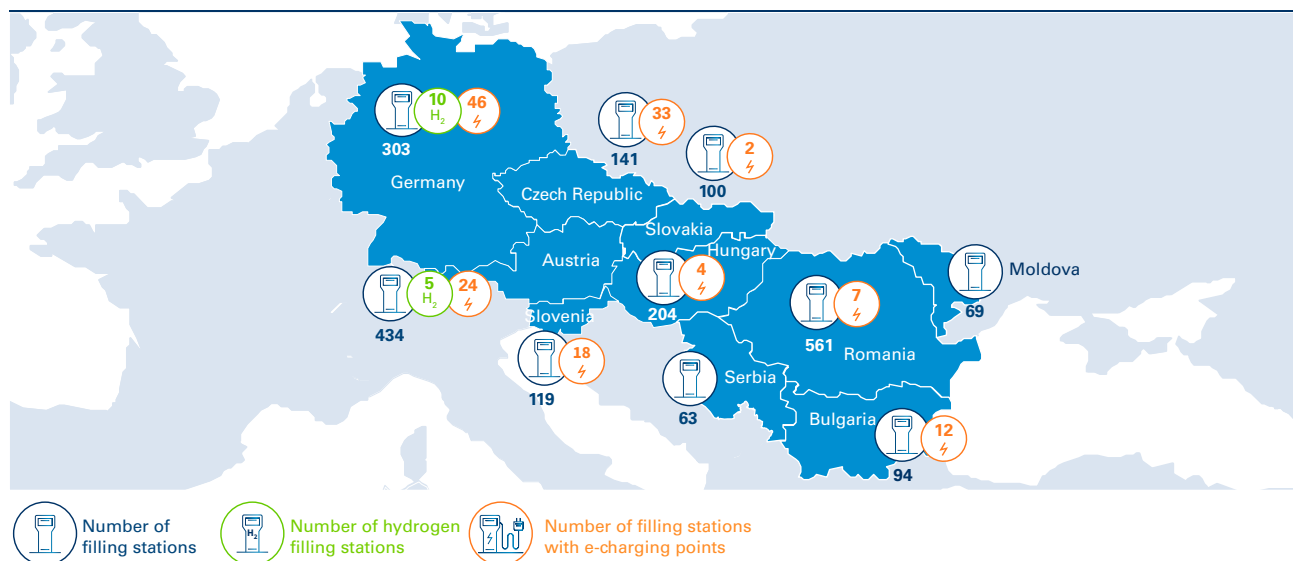 10
H₂
46
303
Germany
33
141
2
100
Czech Republic
Slovakia
Hungary
Austria
4
204
5
H₂
24
434
Slovenia
18
119
7
561
Romania
Moldova
69
Serbia
63
Bulgaria
12
94
H₂
Number of
filling stations
Number of hydrogen
filling stations
Number of filling stations
with e-charging points